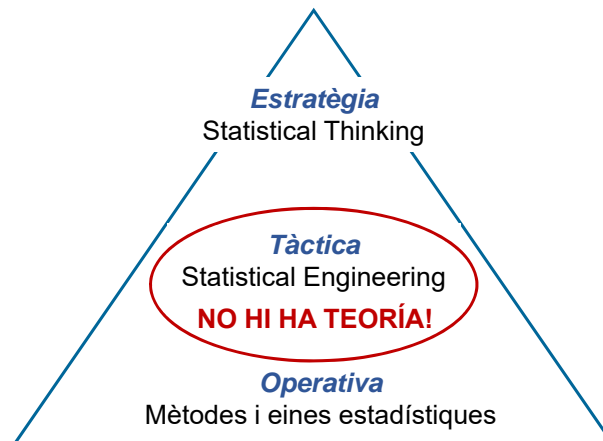 Estratègia
Statistical Thinking
Tàctica
Statistical Engineering
NO HI HA TEORÍA!
Operativa
Mètodes i eines estadístiques